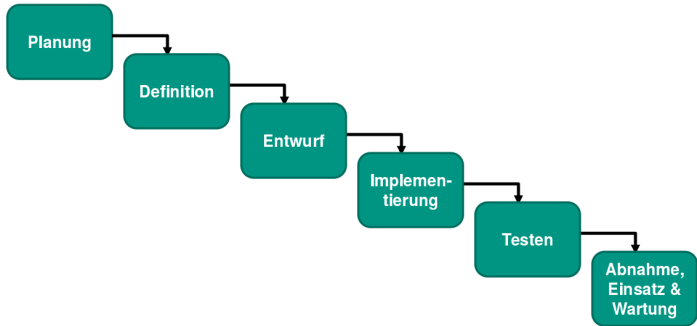 Planung
Definition
Entwurf
Implemen-
tierung
Testen
Abnahme,
Einsatz &
Wartung